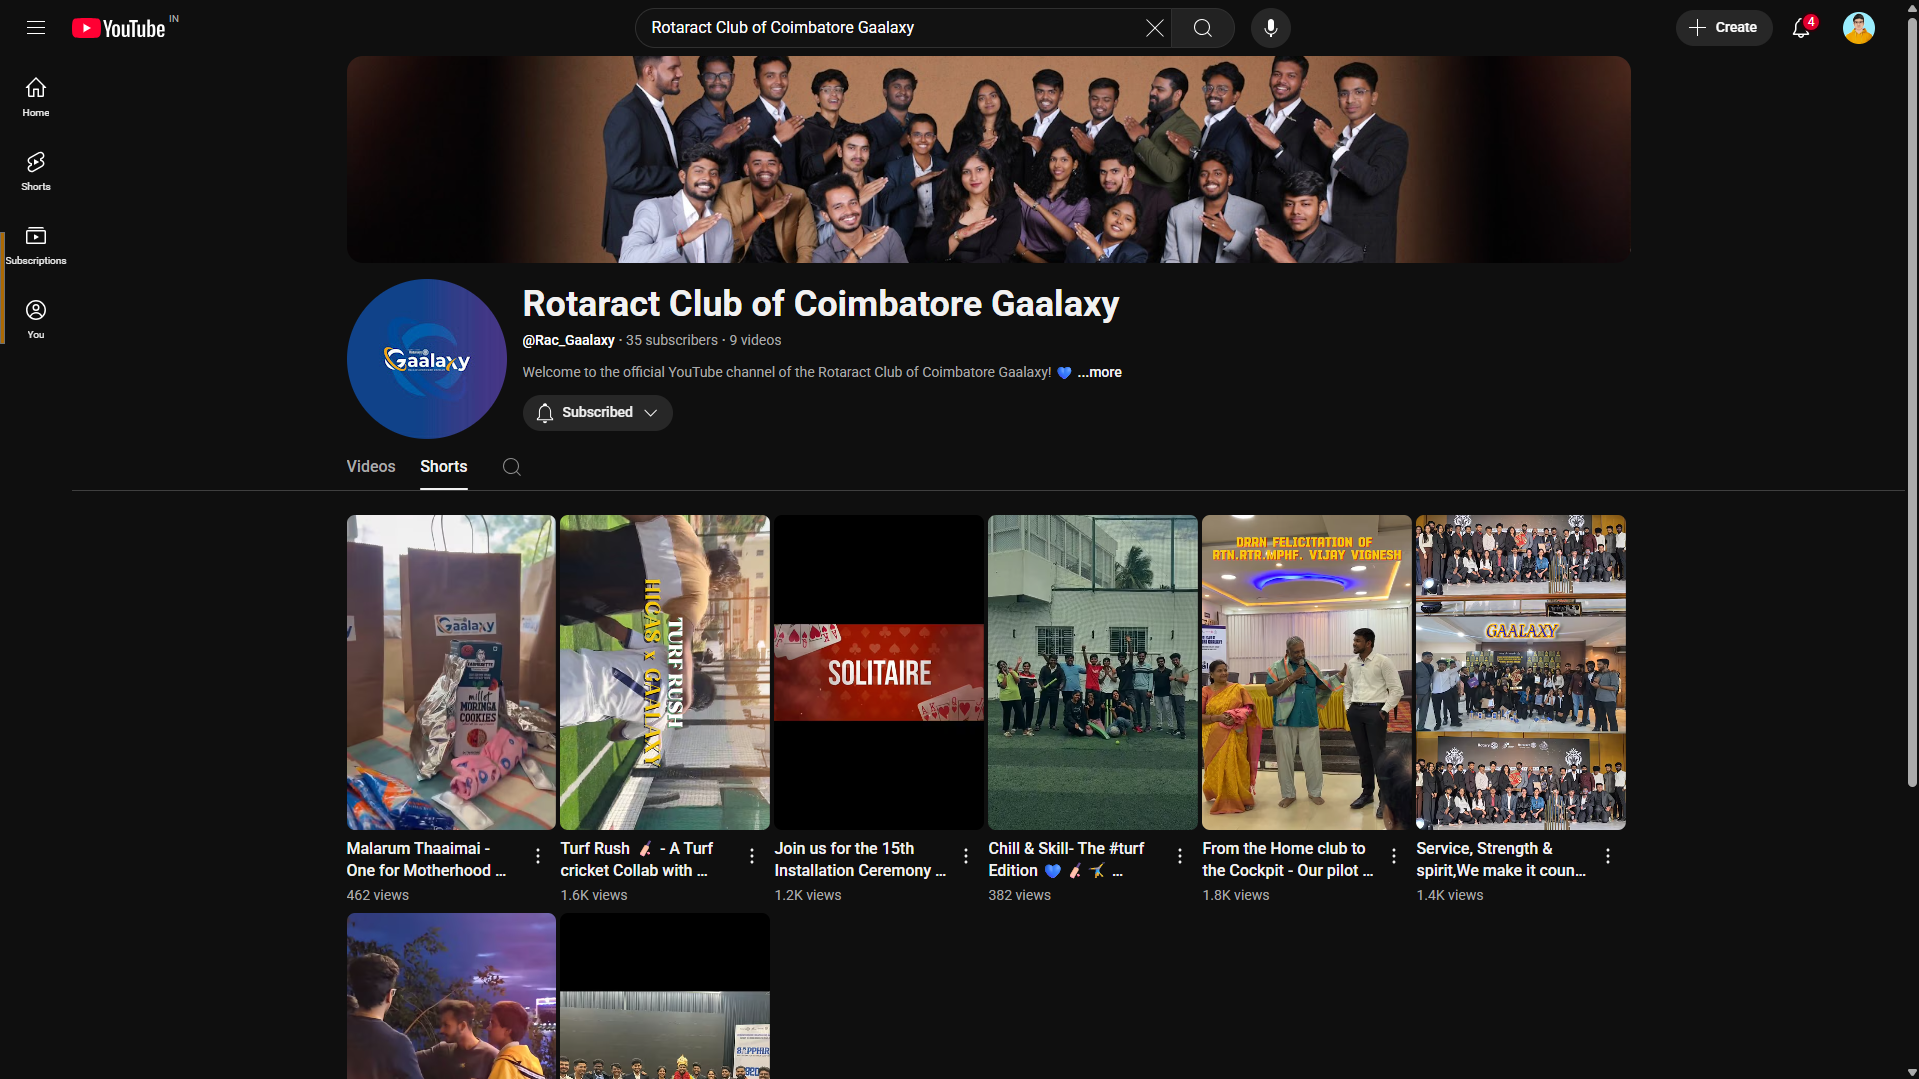 YouTube IN
Rotaract Club of Coimbatore Gaalaxy
Create
4
Home
Shorts
Subscriptions
You
Gaalaxy
Rotaract Club of Coimbatore Gaalaxy
@Rac_Gaalaxy · 35 subscribers · 9 videos
Welcome to the official YouTube channel of the Rotaract Club of Coimbatore Gaalaxy! 💙 ...more
Subscribed
Videos
Shorts
Gaalaxy
millet
MORINGA
COOKIES
TURF RUSH
HICAS x GAALAXY
SOLITAIRE
DRRN FELICITATION OF
RTN.RTR.MPHF. VIJAY VIGNESH
GAALAXY
Malarum Thaaimai -
One for Motherhood ...
462 views
Turf Rush 🏏 - A Turf
cricket Collab with ...
1.6K views
Join us for the 15th
Installation Ceremony ...
1.2K views
Chill & Skill- The #turf
Edition 💙 🏏 🤸 ...
382 views
From the Home club to
the Cockpit - Our pilot ...
1.8K views
Service, Strength &
spirit,We make it coun...
1.4K views